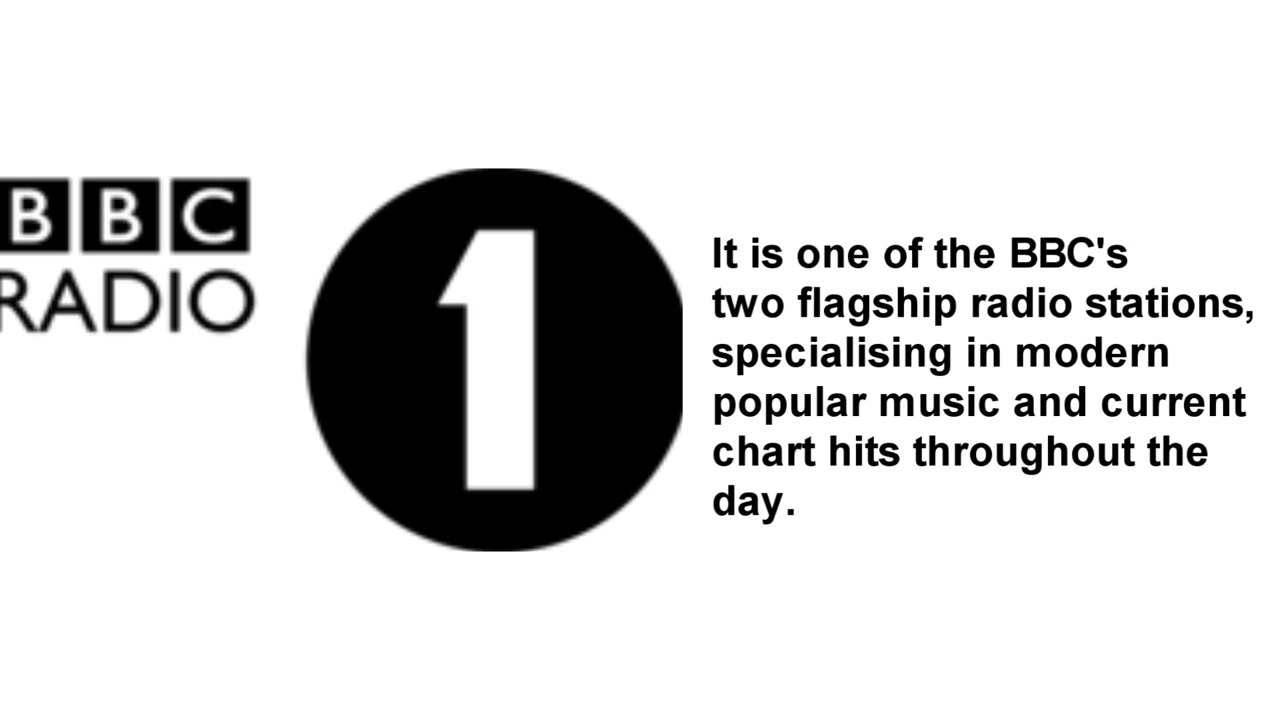 BBC
RADIO
1
It is one of the BBC's
two flagship radio stations,
specialising in modern
popular music and current
chart hits throughout the
day.